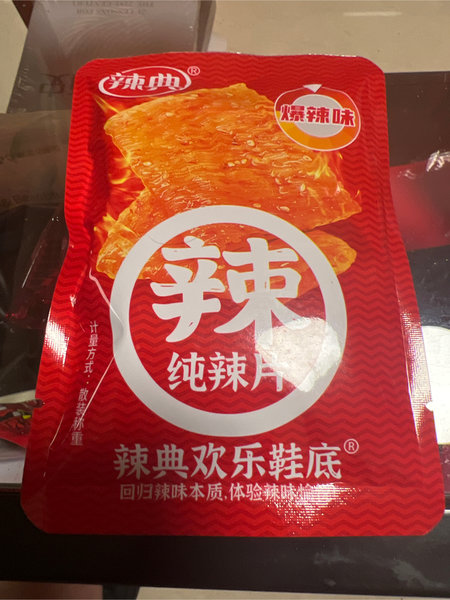 辣典®
爆辣味
辣
纯辣片
计量方式：散装称重
辣典欢乐鞋底®
回归辣味本质,体验辣味